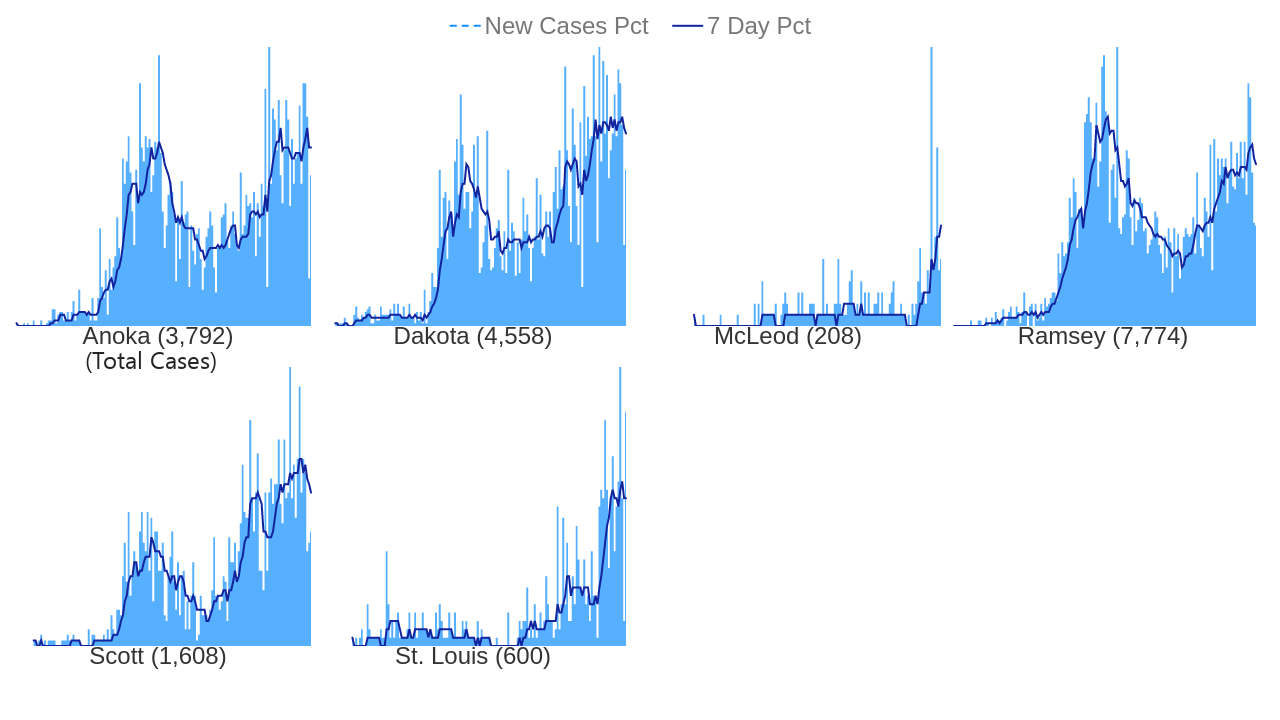 New Cases Pct 7 Day Pct
Anoka (3,792) Dakota (4,558) McLeod (208) Ramsey (7,774)
(Total Cases)
Scott (1,608) St. Louis (600)